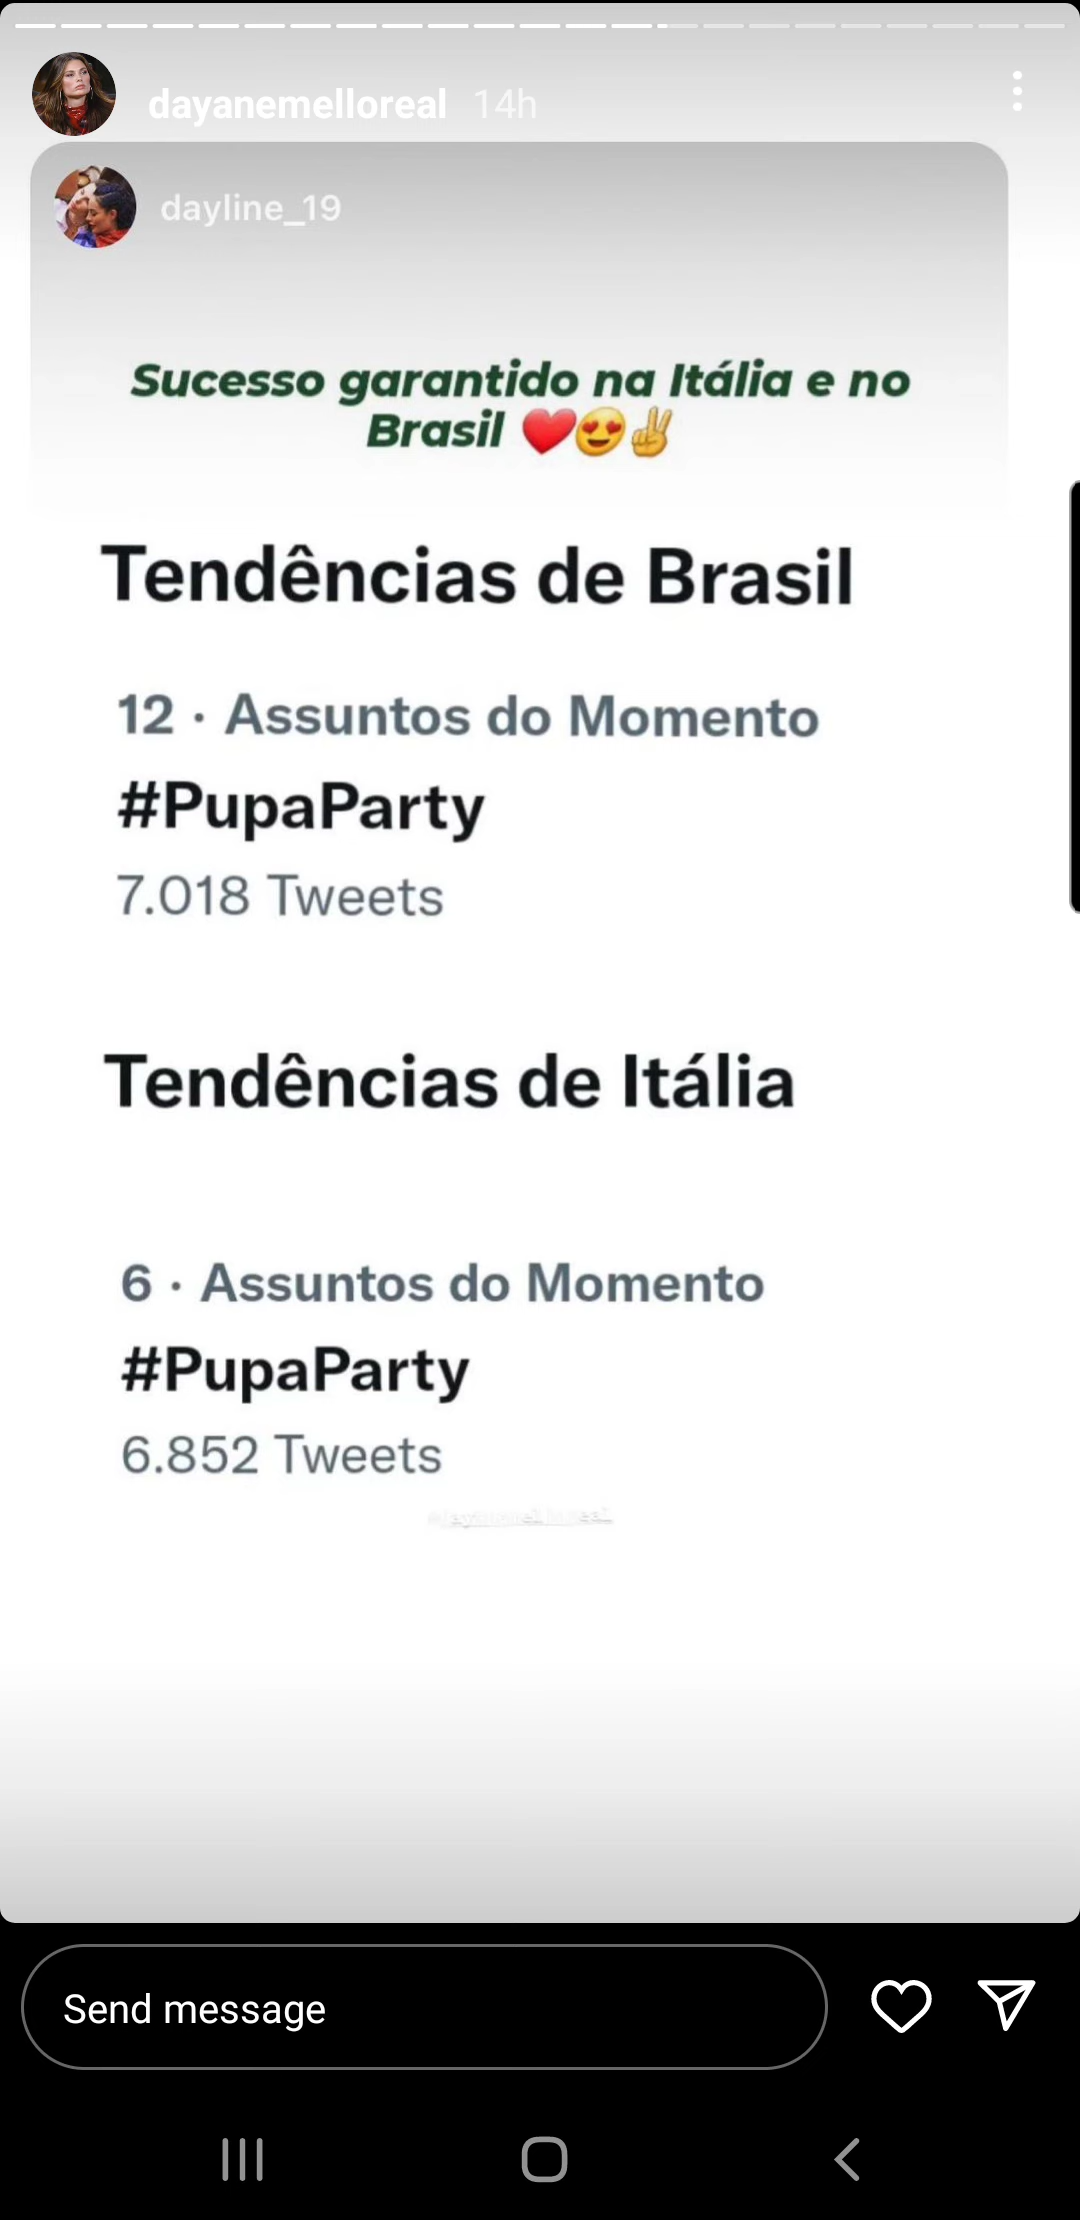 dayanemelloreal 14h
dayline_19
Sucesso garantido na Itália e no
Brasil ❤️😍✌️
Tendências de Brasil
12 · Assuntos do Momento
#PupaParty
7.018 Tweets
Tendências de Itália
6 · Assuntos do Momento
#PupaParty
6.852 Tweets
Send message